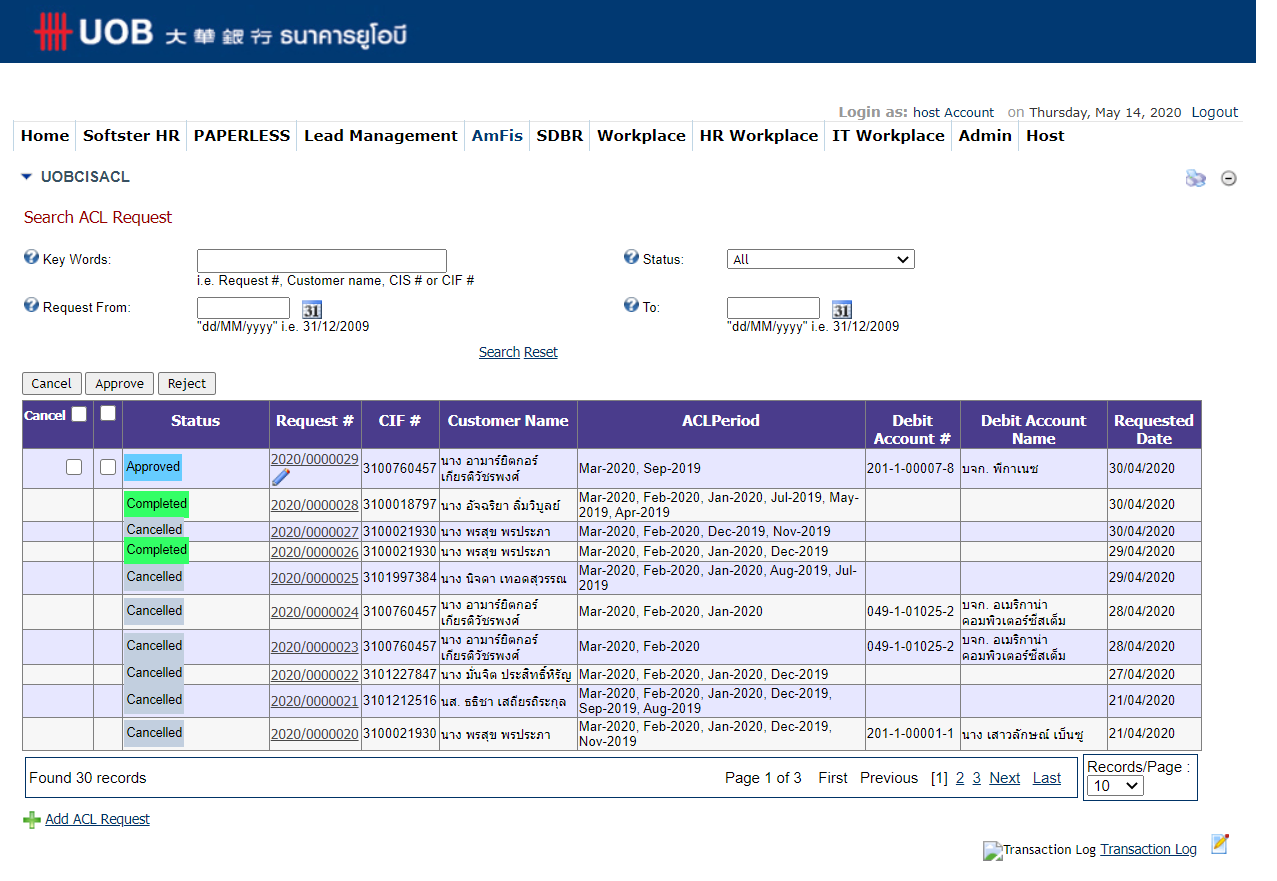 UOB 大華銀行 ธนาคารยูโอบี
Login as: host Account on Thursday, May 14, 2020 Logout
Home Softster HR PAPERLESS Lead Management AmFis SDBR Workplace HR Workplace IT Workplace Admin Host
UOBCISACL
Search ACL Request
Key Words: Status: All
i.e. Request #, Customer name, CIS # or CIF #
Request From: 31 To: 31
"dd/MM/yyyy" i.e. 31/12/2009 "dd/MM/yyyy" i.e. 31/12/2009
Search Reset
Cancel Approve Reject
Cancel Status Request # CIF # Customer Name ACLPeriod Debit Account # Debit Account Name Requested Date
Approved 2020/0000029 3100760457 นาง อามาร์ยิตกอร์ เกียรติวัชรพงศ์ Mar-2020, Sep-2019 201-1-00007-8 บจก. พีกาเนซ 30/04/2020
Completed 2020/0000028 3100018797 นาง อัจฉริยา ลิ่มวิบูลย์ Mar-2020, Feb-2020, Jan-2020, Jul-2019, May-2019, Apr-2019 30/04/2020
Cancelled 2020/0000027 3100021930 นาง พรสุข พรประภา Mar-2020, Feb-2020, Dec-2019, Nov-2019 30/04/2020
Completed 2020/0000026 3100021930 นาง พรสุข พรประภา Mar-2020, Feb-2020, Jan-2020, Dec-2019 29/04/2020
Cancelled 2020/0000025 3101997384 นาง นิจดา เทอดสุวรรณ Mar-2020, Feb-2020, Jan-2020, Aug-2019, Jul-2019 29/04/2020
Cancelled 2020/0000024 3100760457 นาง อามาร์ยิตกอร์ เกียรติวัชรพงศ์ Mar-2020, Feb-2020, Jan-2020 049-1-01025-2 บจก. อเมริกาน่า คอมพิวเตอร์ซีสเต็ม 28/04/2020
Cancelled 2020/0000023 3100760457 นาง อามาร์ยิตกอร์ เกียรติวัชรพงศ์ Mar-2020, Feb-2020 049-1-01025-2 บจก. อเมริกาน่า คอมพิวเตอร์ซีสเต็ม 28/04/2020
Cancelled 2020/0000022 3101227847 นาง มั่นจิต ประสิทธิ์หิรัญ Mar-2020, Feb-2020, Jan-2020, Dec-2019 27/04/2020
Cancelled 2020/0000021 3101212516 นส. ธธิชา เสถียรถิระกุล Mar-2020, Feb-2020, Jan-2020, Dec-2019, Sep-2019, Aug-2019 21/04/2020
Cancelled 2020/0000020 3100021930 นาง พรสุข พรประภา Mar-2020, Feb-2020, Jan-2020, Dec-2019, Nov-2019 201-1-00001-1 นาง เสาวลักษณ์ เป็นซู 21/04/2020
Found 30 records Page 1 of 3 First Previous [1] 2 3 Next Last Records/Page : 10
Add ACL Request
Transaction Log Transaction Log